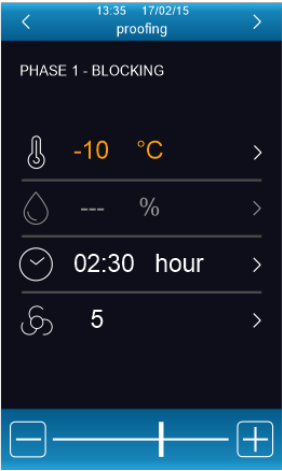 13:35 17/02/15
proofing
PHASE 1 - BLOCKING
-10 °C
--- %
02:30 hour
5